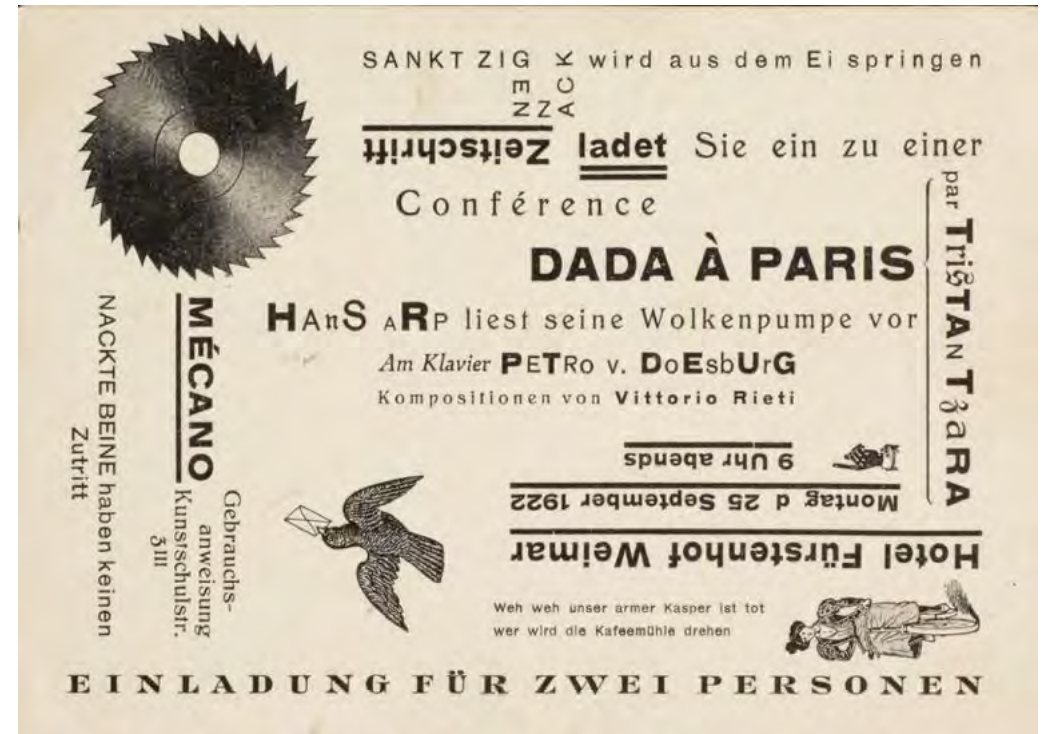 SANKT ZIGENZACK wird aus dem Ei springen
Zeitschrift ladet Sie ein zu einer
Conférence
DADA À PARIS
par TriSTAn TzaRA
HAnS ARP liest seine Wolkenpumpe vor
Am Klavier PETRo v. DoEsbUrG
Kompositionen von Vittorio Rieti
9 Uhr abends
Montag d 25 September 1922
Hotel Fürstenhof Weimar
MÉCANO
Gebrauchs-
anweisung
Kunstschulstr.
3III
NACKTE BEINE haben keinen
Zutritt
Weh weh unser armer Kasper ist tot
wer wird die Kafeemühle drehen
EINLADUNG FÜR ZWEI PERSONEN